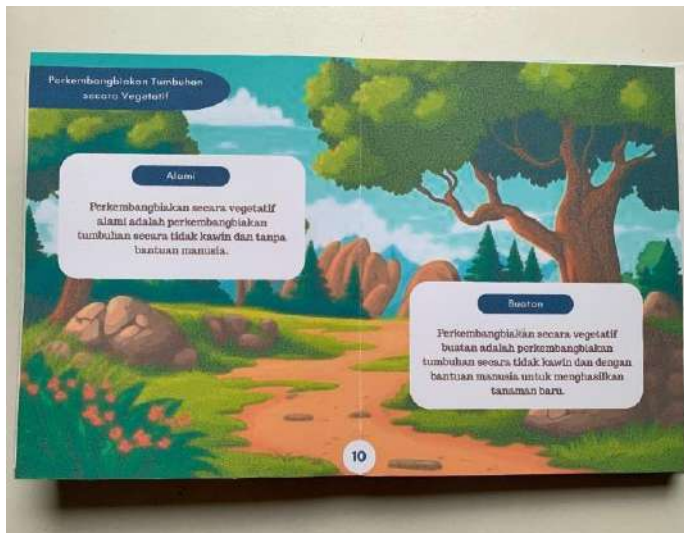 Perkembangbiakan Tumbuhan
secara Vegetatif
Alami
Perkembangbiakan secara vegetatif
alami adalah perkembangbiakan
tumbuhan secara tidak kawin dan tanpa
bantuan manusia.
Buatan
Perkembangbiakan secara vegetatif
buatan adalah perkembangbiakan
tumbuhan secara tidak kawin dan dengan
bantuan manusia untuk menghasilkan
tanaman baru.
10